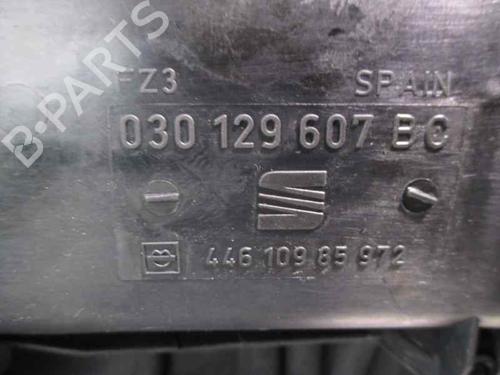 B-PARTS
FZ3 SPAIN
030 129 607 BC
446 109 85 972